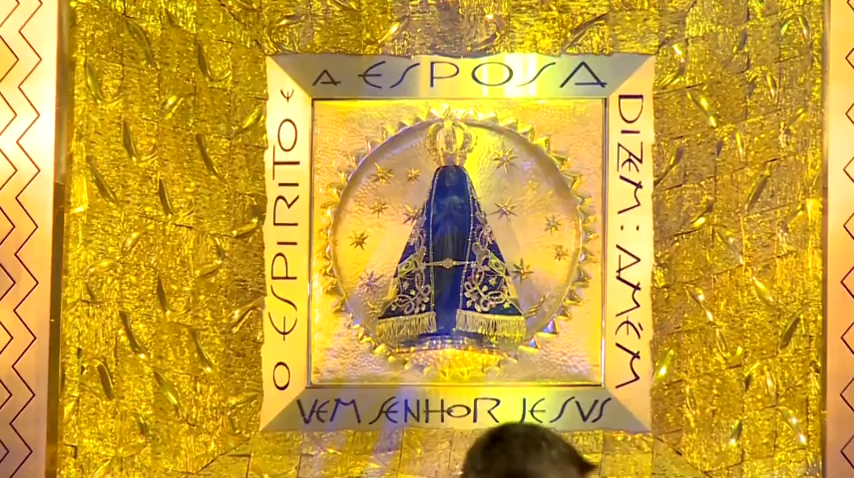 O ESPIRITO E
A ESPOSA
DIZEM: AMÉM
VEM SENHOR JESUS